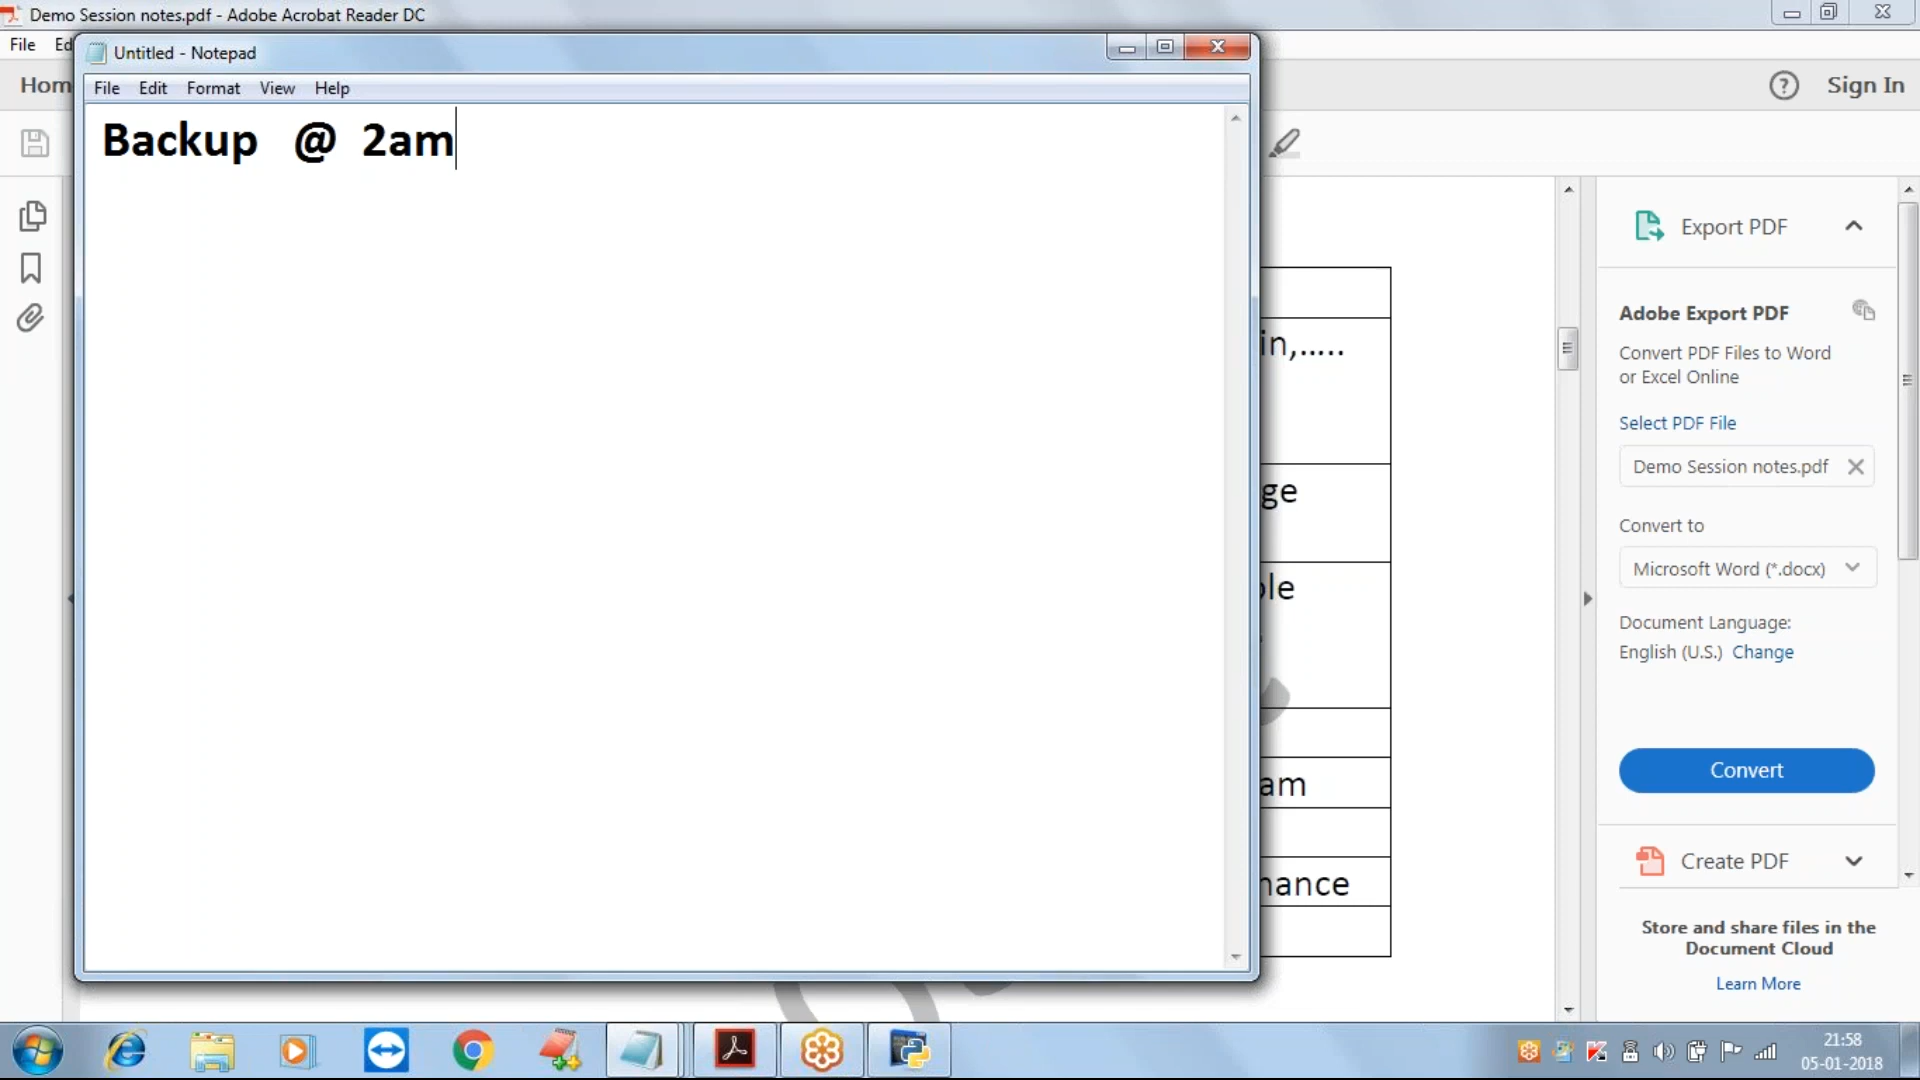 Demo Session notes.pdf - Adobe Acrobat Reader DC
File
Untitled - Notepad
File Edit Format View Help
Sign In
Backup @ 2am
Export PDF
Adobe Export PDF
Convert PDF Files to Word
or Excel Online
Select PDF File
Demo Session notes.pdf
Convert to
Microsoft Word (*.docx)
Document Language:
English (U.S.) Change
Convert
Create PDF
Store and share files in the
Document Cloud
Learn More
in,.....
ge
am
21:58
05-01-2018